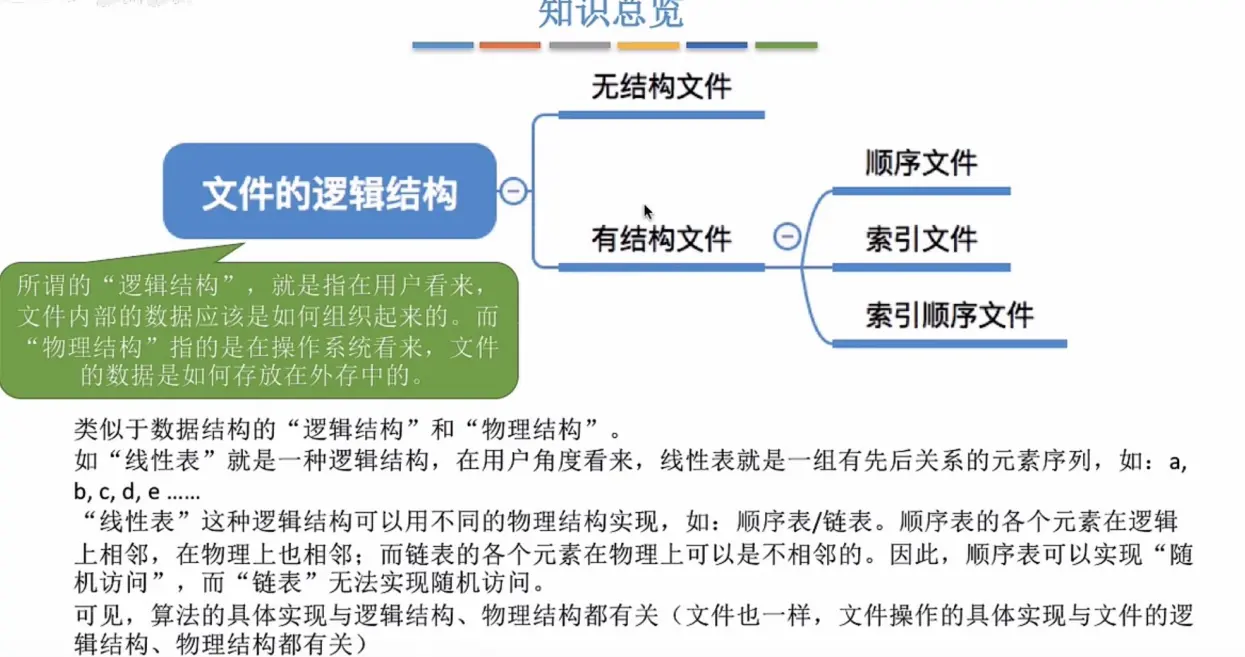 知识总览
无结构文件
顺序文件
文件的逻辑结构
有结构文件
索引文件
索引顺序文件
所谓的“逻辑结构”，就是指在用户看来，
文件内部的数据应该是如何组织起来的。而
“物理结构”指的是在操作系统看来，文件
的数据是如何存放在外存中的。
类似于数据结构的“逻辑结构”和“物理结构”。
如“线性表”就是一种逻辑结构，在用户角度看来，线性表就是一组有先后关系的元素序列，如：a,
b, c, d, e ……
“线性表”这种逻辑结构可以用不同的物理结构实现，如：顺序表/链表。顺序表的各个元素在逻辑
上相邻，在物理上也相邻；而链表的各个元素在物理上可以是不相邻的。因此，顺序表可以实现“随
机访问”，而“链表”无法实现随机访问。
可见，算法的具体实现与逻辑结构、物理结构都有关（文件也一样，文件操作的具体实现与文件的逻
辑结构、物理结构都有关）